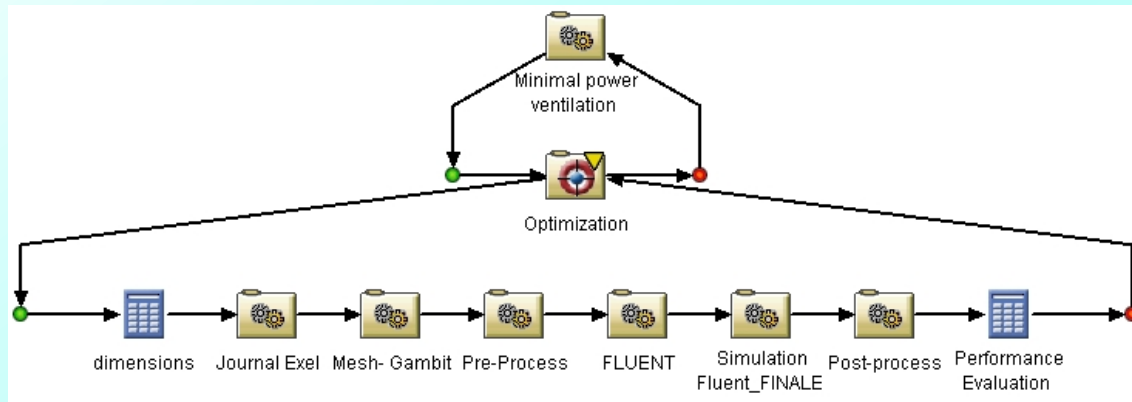 Minimal power
ventilation
Optimization
dimensions
Journal Exel
Mesh- Gambit
Pre-Process
FLUENT
Simulation
Fluent_FINALE
Post-process
Performance
Evaluation